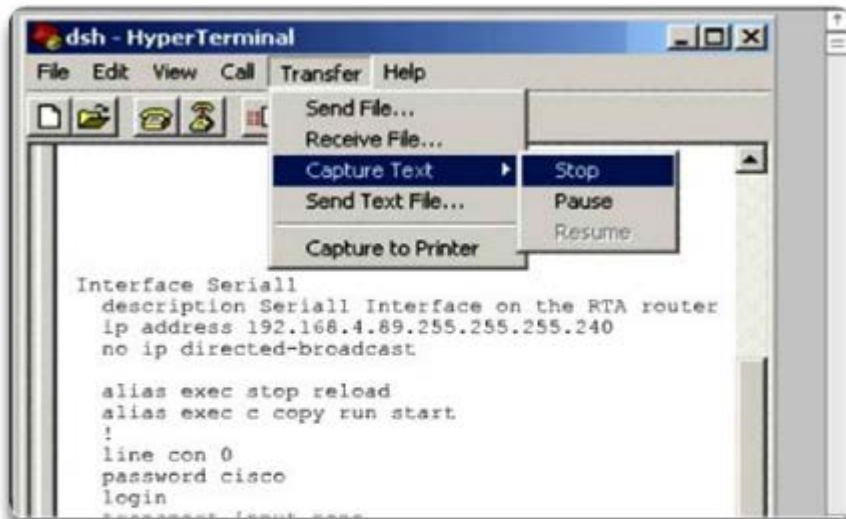 dsh - HyperTerminal
File Edit View Call Transfer Help
Send File...
Receive File...
Capture Text
Stop
Send Text File...
Pause
Resume
Capture to Printer
Interface Serial1
description Serial1 Interface on the RTA router
ip address 192.168.4.89.255.255.255.240
no ip directed-broadcast
alias exec stop reload
alias exec c copy run start
!
line con 0
password cisco
login